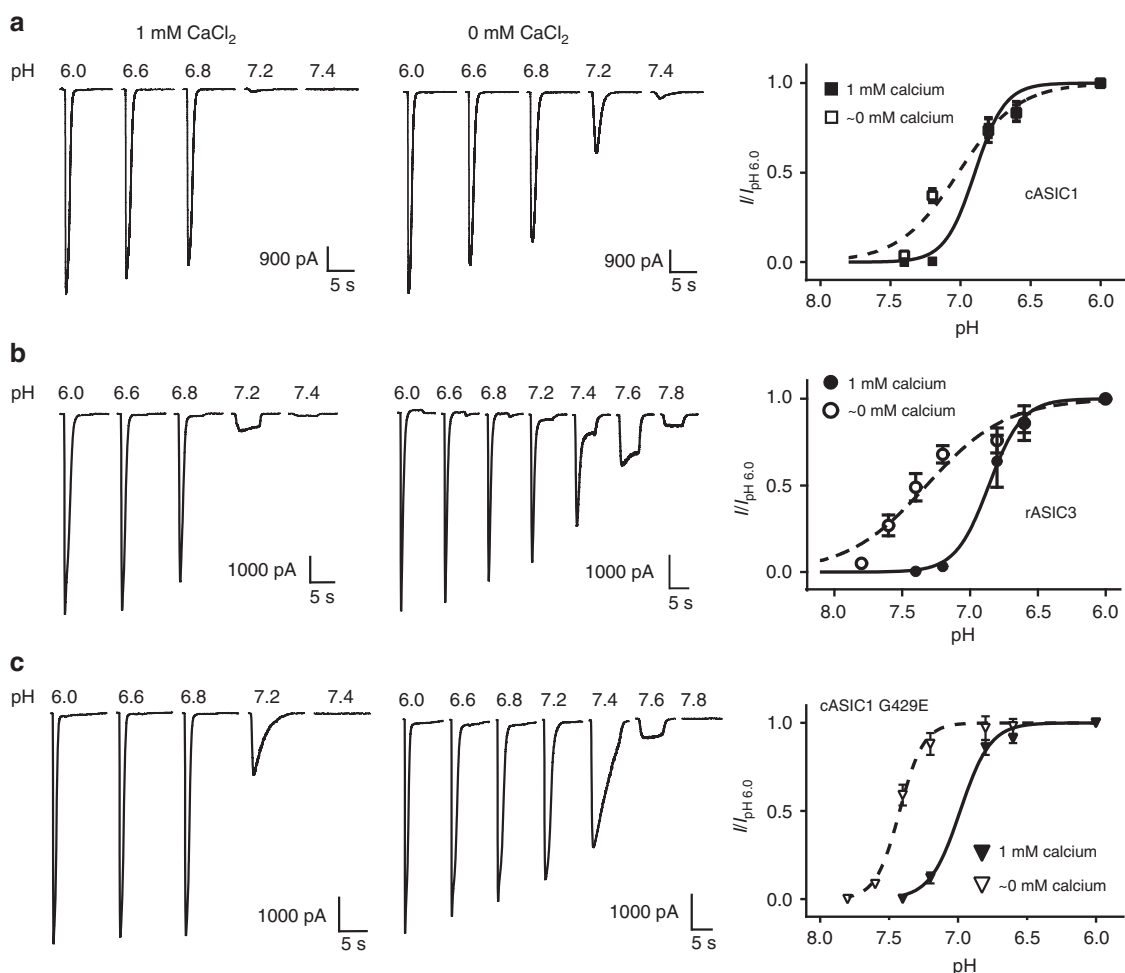 a
1 mM CaCl2
0 mM CaCl2
pH 6.0 6.6 6.8 7.2 7.4
6.0 6.6 6.8 7.2 7.4
900 pA
5 s
900 pA
5 s
1 mM calcium
~0 mM calcium
cASIC1
I/IpH 6.0
1.0
0.5
0.0
8.0 7.5 7.0 6.5 6.0
pH
b
pH 6.0 6.6 6.8 7.2 7.4
6.0 6.6 6.8 7.2 7.4 7.6 7.8
1000 pA
5 s
1000 pA
5 s
1 mM calcium
~0 mM calcium
rASIC3
I/IpH 6.0
1.0
0.5
0.0
8.0 7.5 7.0 6.5 6.0
pH
c
pH 6.0 6.6 6.8 7.2 7.4
6.0 6.6 6.8 7.2 7.4 7.6 7.8
1000 pA
5 s
1000 pA
5 s
cASIC1 G429E
1 mM calcium
~0 mM calcium
I/IpH 6.0
1.0
0.5
0.0
8.0 7.5 7.0 6.5 6.0
pH